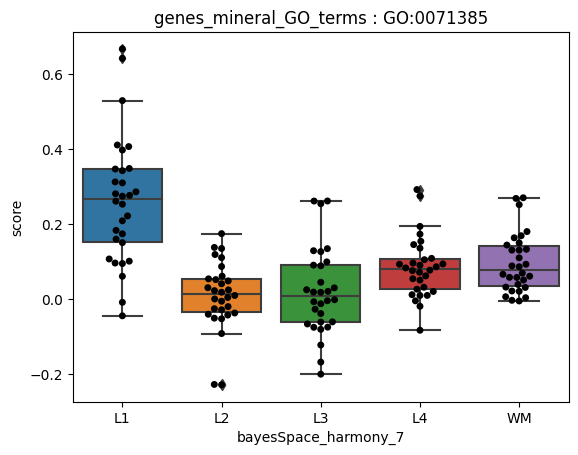 genes_mineral_GO_terms : GO:0071385
score
0.6
0.4
0.2
0.0
−0.2
L1 L2 L3 L4 WM
bayesSpace_harmony_7